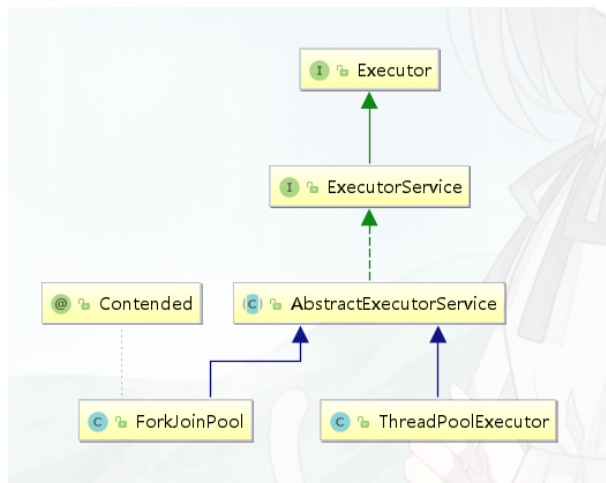 I Executor
I ExecutorService
@ Contended
C AbstractExecutorService
C ForkJoinPool
C ThreadPoolExecutor